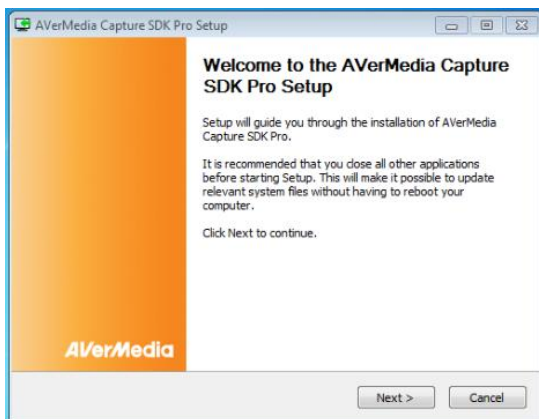 AVerMedia Capture SDK Pro Setup
Welcome to the AVerMedia Capture
SDK Pro Setup
Setup will guide you through the installation of AVerMedia
Capture SDK Pro.
It is recommended that you close all other applications
before starting Setup. This will make it possible to update
relevant system files without having to reboot your
computer.
Click Next to continue.
AVerMedia
Next >
Cancel